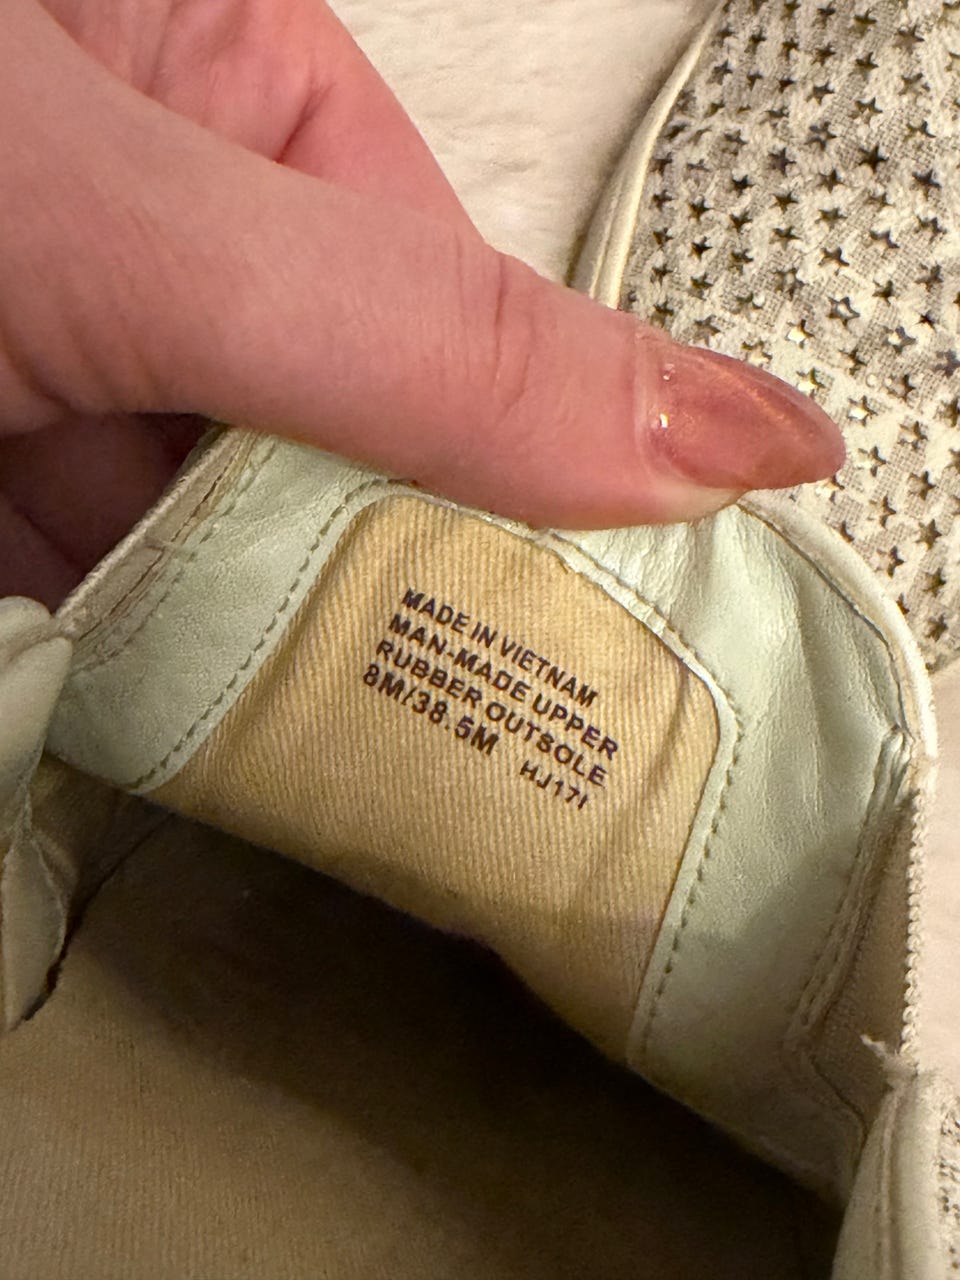 MADE IN VIETNAM
MAN-MADE UPPER
RUBBER OUTSOLE
8M/38.5M
HJ17I